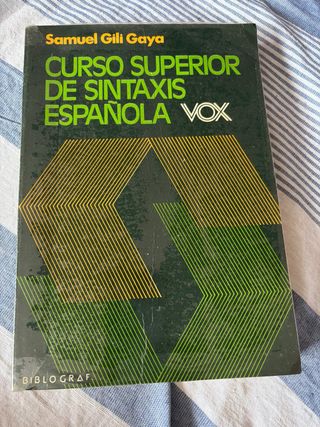 Samuel Gili Gaya
CURSO SUPERIOR
DE SINTAXIS
ESPAÑOLA VOX
BIBLOGRAF